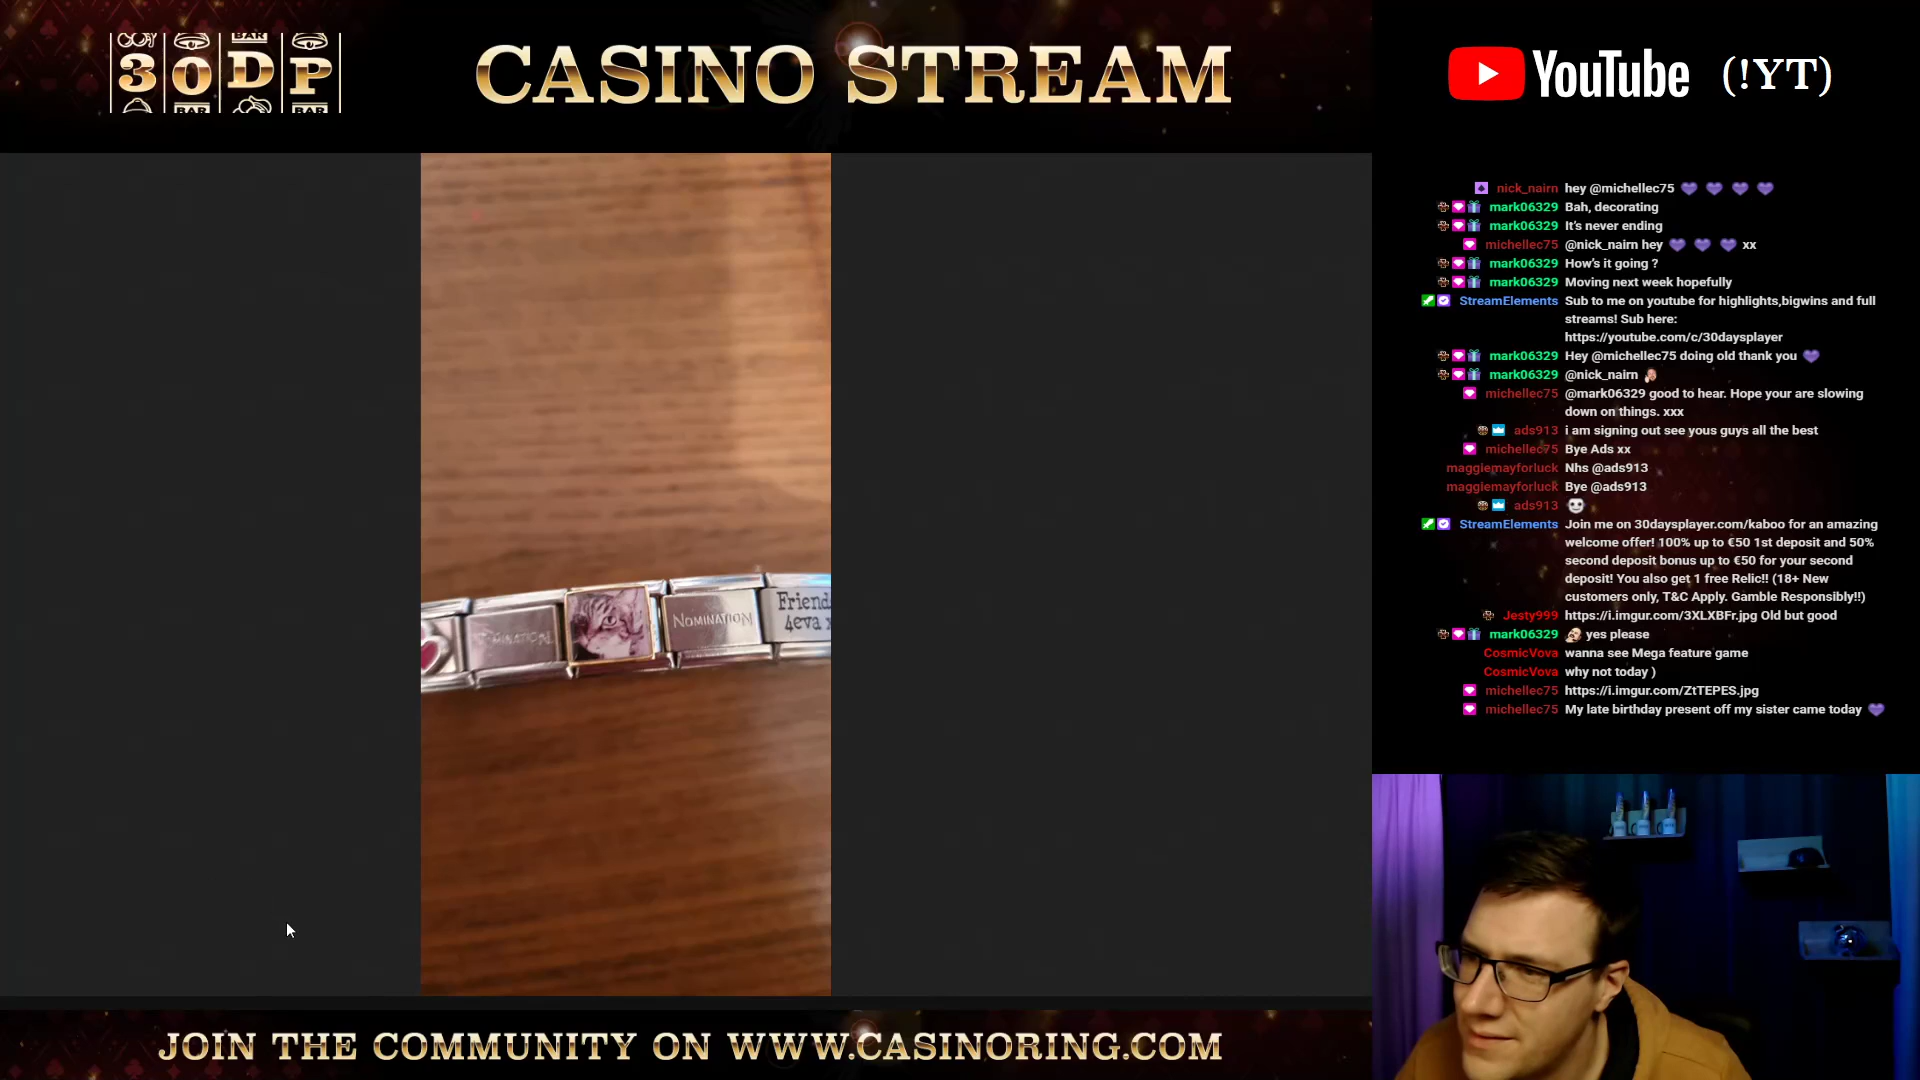 BAR
30DP
BAR BAR
CASINO STREAM
YouTube (!YT)
nick_nairn hey @michellec75
mark06329 Bah, decorating
mark06329 It's never ending
michellec75 @nick_nairn hey xx
mark06329 How's it going ?
mark06329 Moving next week hopefully
StreamElements Sub to me on youtube for highlights,bigwins and full
streams! Sub here:
https://youtube.com/c/30daysplayer
mark06329 Hey @michellec75 doing old thank you
mark06329 @nick_nairn
michellec75 @mark06329 good to hear. Hope your are slowing
down on things. xxx
ads913 i am signing out see yous guys all the best
michellec75 Bye Ads xx
maggiemayforluck Nhs @ads913
maggiemayforluck Bye @ads913
ads913
StreamElements Join me on 30daysplayer.com/kaboo for an amazing
welcome offer! 100% up to €50 1st deposit and 50%
second deposit bonus up to €50 for your second
deposit! You also get 1 free Relic!! (18+ New
customers only, T&C Apply. Gamble Responsibly!!)
Jesty999 https://i.imgur.com/3XLXBFr.jpg Old but good
mark06329 yes please
CosmicVova wanna see Mega feature game
CosmicVova why not today )
michellec75 https://i.imgur.com/ZtTEPES.jpg
michellec75 My late birthday present off my sister came today
NOMINATION
NOMINATION
Friend
4eva x
JOIN THE COMMUNITY ON WWW.CASINORING.COM